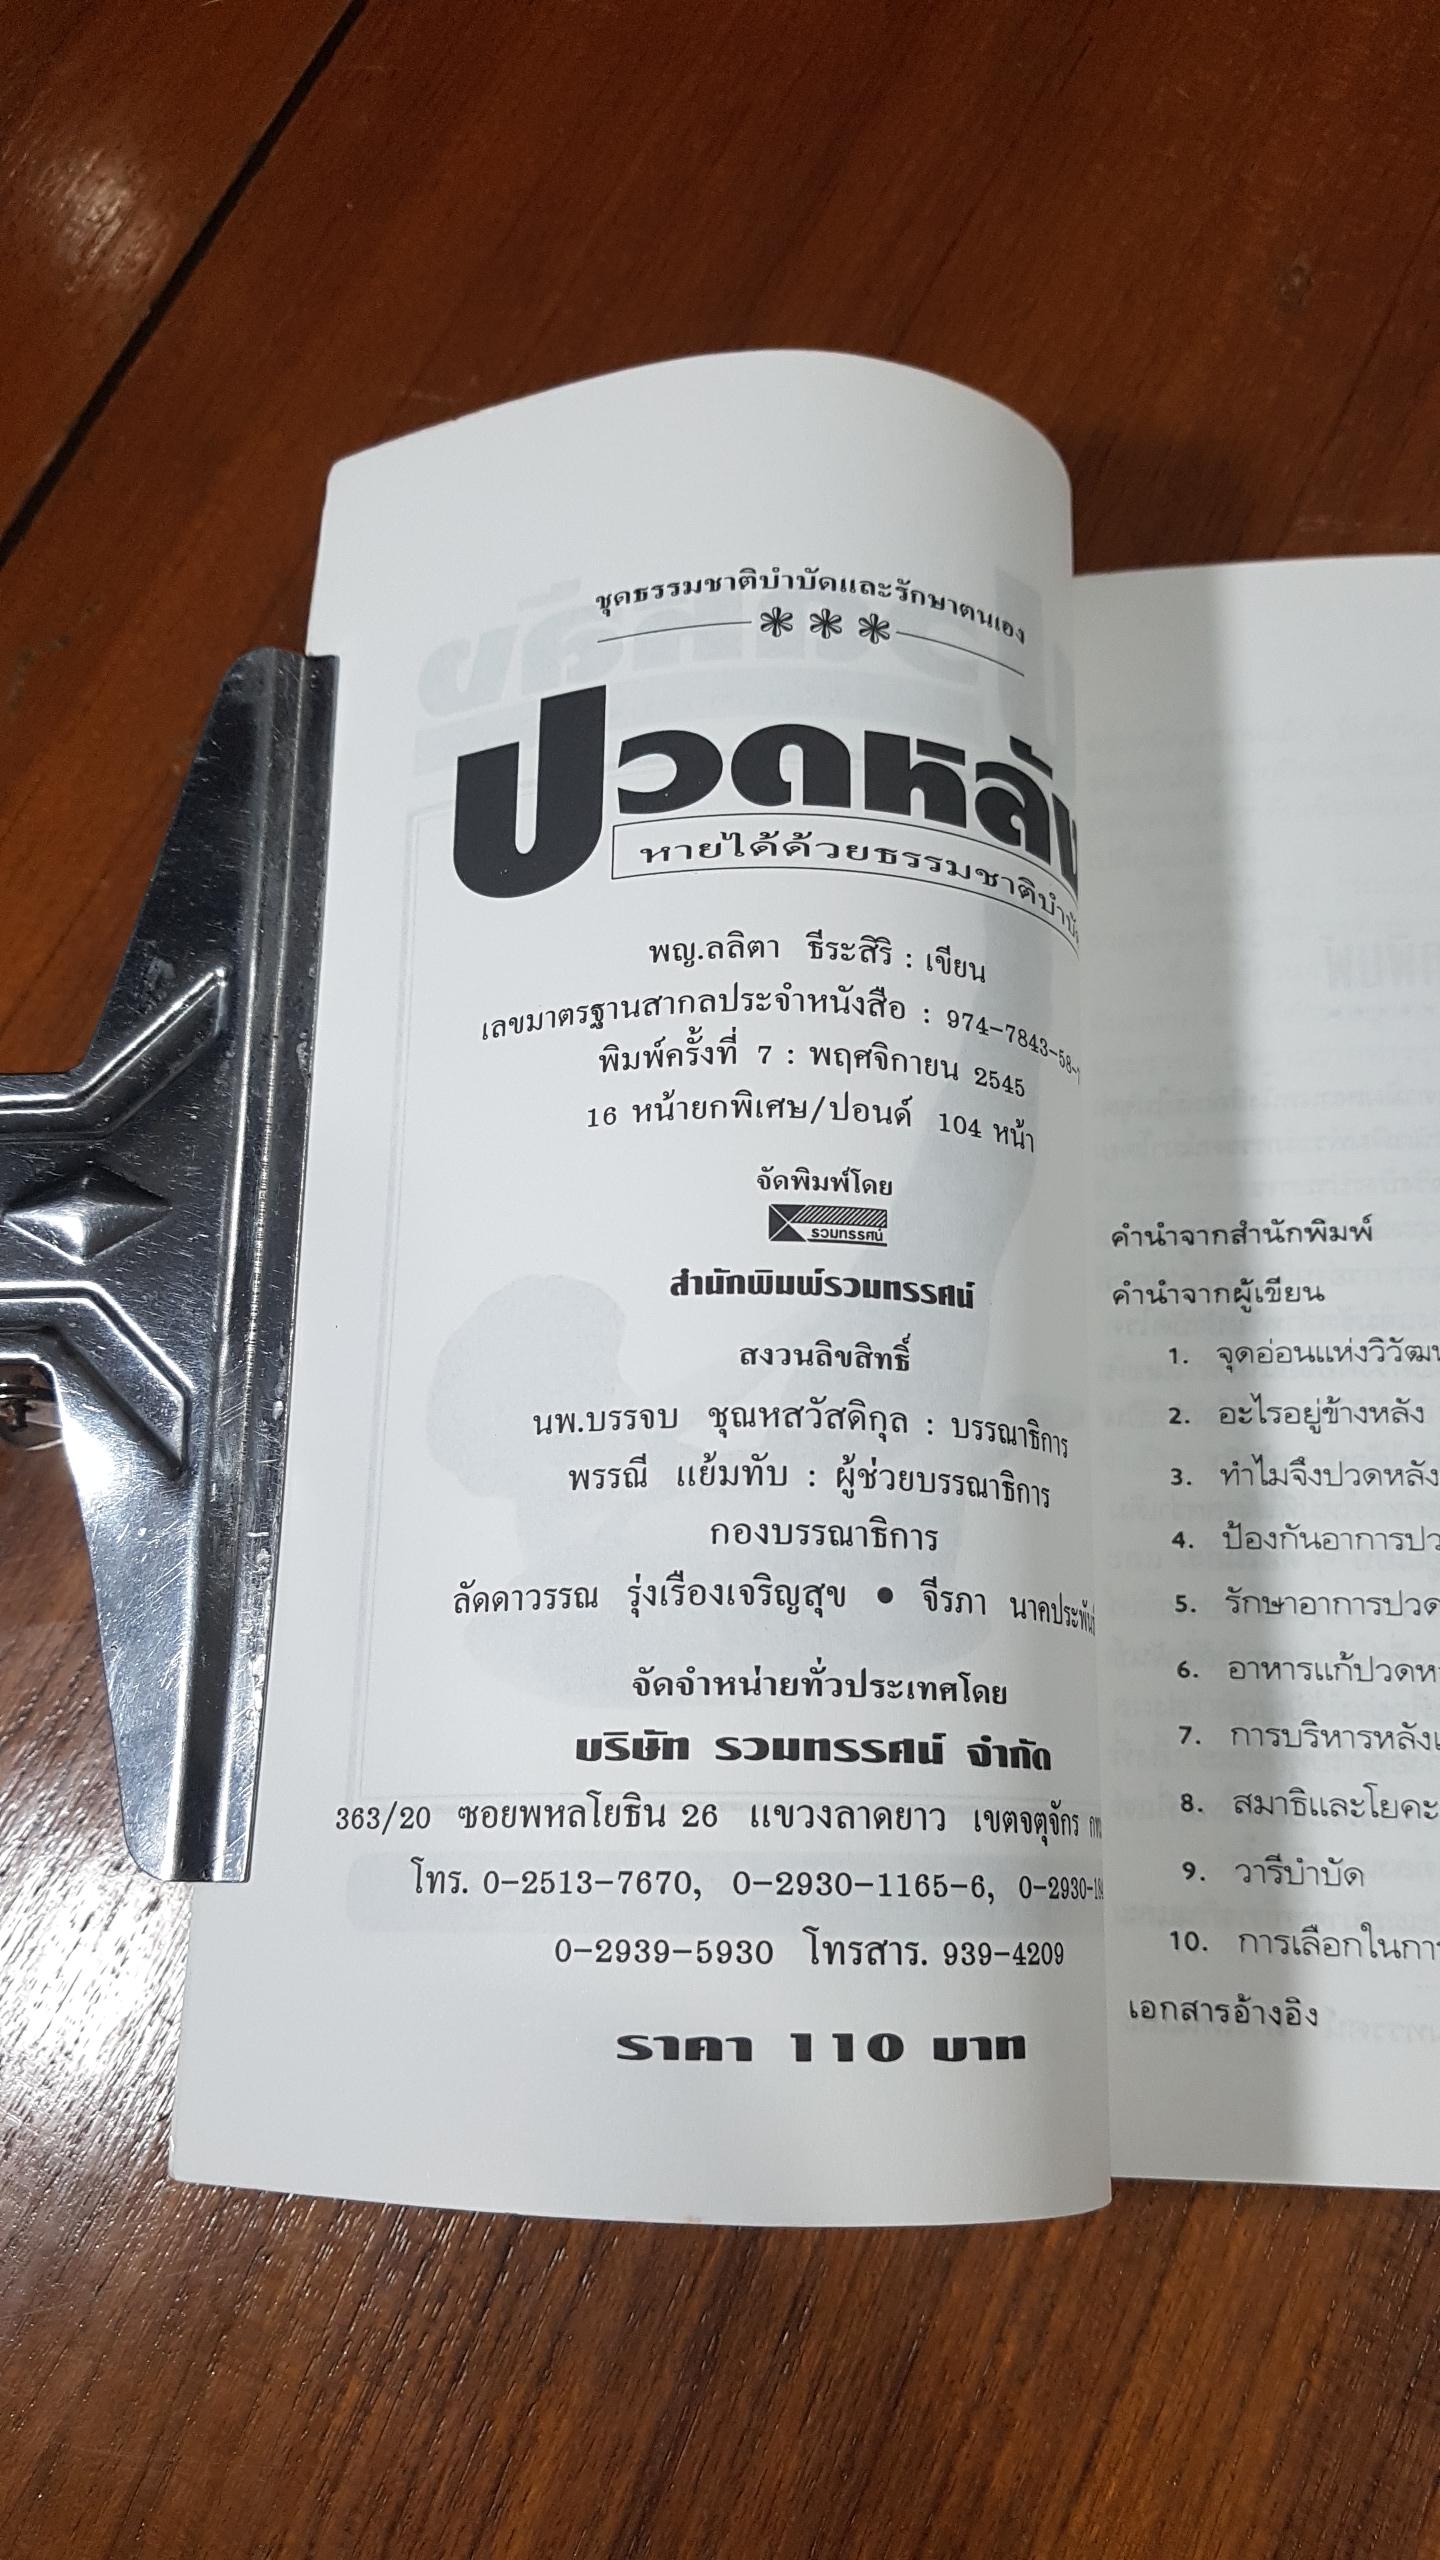 ชุดธรรมชาติบำบัดและรักษาตนเอง
ปวดหลัง
หายได้ด้วยธรรมชาติบำบัด
พญ.ลลิตา ธีระสิริ : เขียน
เลขมาตรฐานสากลประจำหนังสือ : 974-7843-58-
พิมพ์ครั้งที่ 7 : พฤศจิกายน 2545
16 หน้ายกพิเศษ/ปอนด์ 104 หน้า
จัดพิมพ์โดย
รวมทรรศน์
สำนักพิมพ์รวมทรรศน์
สงวนลิขสิทธิ์
นพ.บรรจบ ชุณหสวัสดิกุล : บรรณาธิการ
พรรณี แย้มทับ : ผู้ช่วยบรรณาธิการ
กองบรรณาธิการ
ลัดดาวรรณ รุ่งเรืองเจริญสุข • จีรภา นาคประพันธ์
จัดจำหน่ายทั่วประเทศโดย
บริษัท รวมทรรศน์ จำกัด
363/20 ซอยพหลโยธิน 26 แขวงลาดยาว เขตจตุจักร
โทร. 0-2513-7670, 0-2930-1165-6, 0-2930-
0-2939-5930 โทรสาร. 939-4209
ราคา 110 บาท
คำนำจากสำนักพิมพ์
คำนำจากผู้เขียน
1. จุดอ่อนแห่งวิวัฒน
2. อะไรอยู่ข้างหลัง
3. ทำไมจึงปวดหลัง
4. ป้องกันอาการปว
5. รักษาอาการปวด
6. อาหารแก้ปวดห
7. การบริหารหลัง
8. สมาธิและโยคะ
9. วารีบำบัด
10. การเลือกในกา
เอกสารอ้างอิง